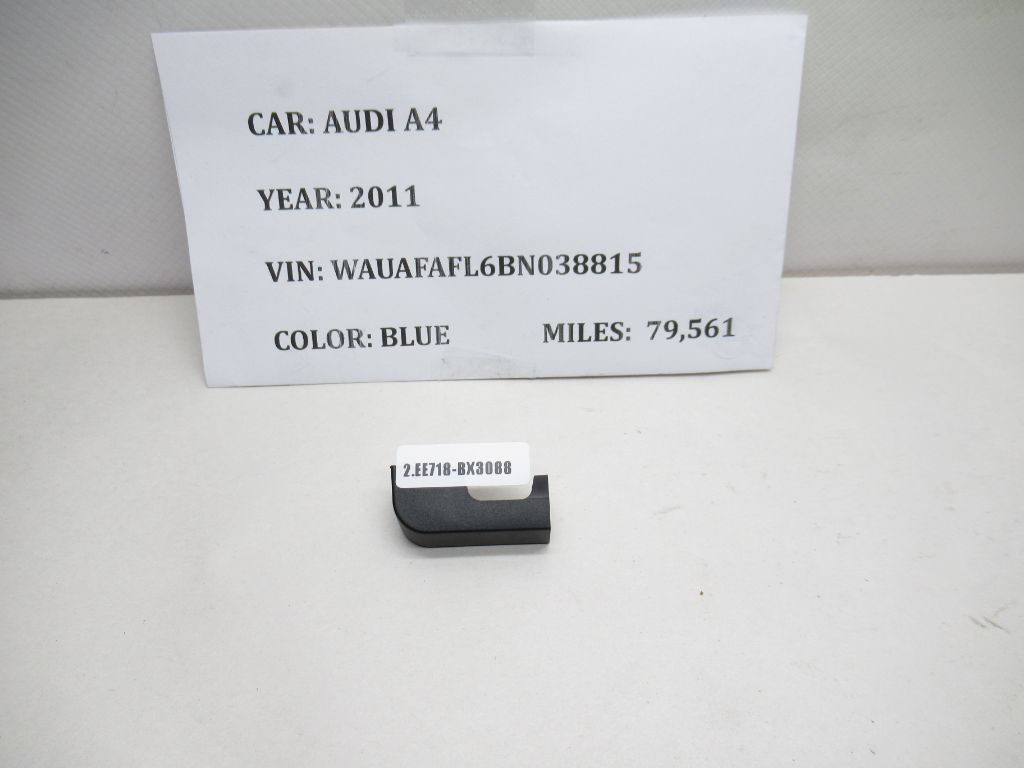 CAR: AUDI A4
YEAR: 2011
VIN: WAUAFAFL6BN038815
COLOR: BLUE MILES: 79,561
2.EE718-BX3088